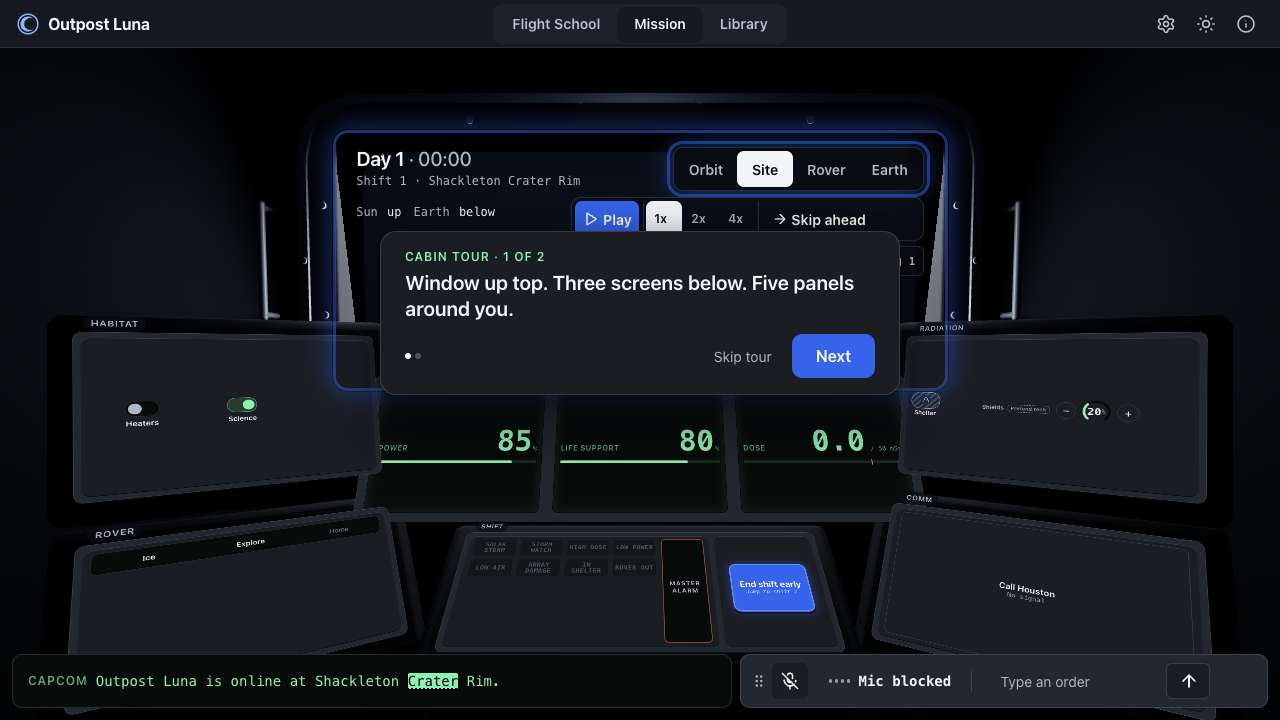 Outpost Luna
Flight School
Mission
Library
Day 1 · 00:00
Shift 1 · Shackleton Crater Rim
Sun up Earth below
Orbit
Site
Rover
Earth
Play
1x
2x
4x
Skip ahead
1
CABIN TOUR · 1 OF 2
Window up top. Three screens below. Five panels
around you.
Skip tour
Next
HABITAT
Heaters
Science
RADIATION
Shelter
Shields
20%
POWER
85%
LIFE SUPPORT
80%
DOSE
0.0
ROVER
Ice
Explore
Home
SHIFT
SOLAR
STORM
STORM
WATCH
HIGH DOSE
LOW POWER
LOW AIR
ARRAY
DAMAGE
IN
SHELTER
ROVER OUT
MASTER
ALARM
End shift early
Jump to shift 2
COMM
Call Houston
No signal
CAPCOM Outpost Luna is online at Shackleton Crater Rim.
Mic blocked
Type an order